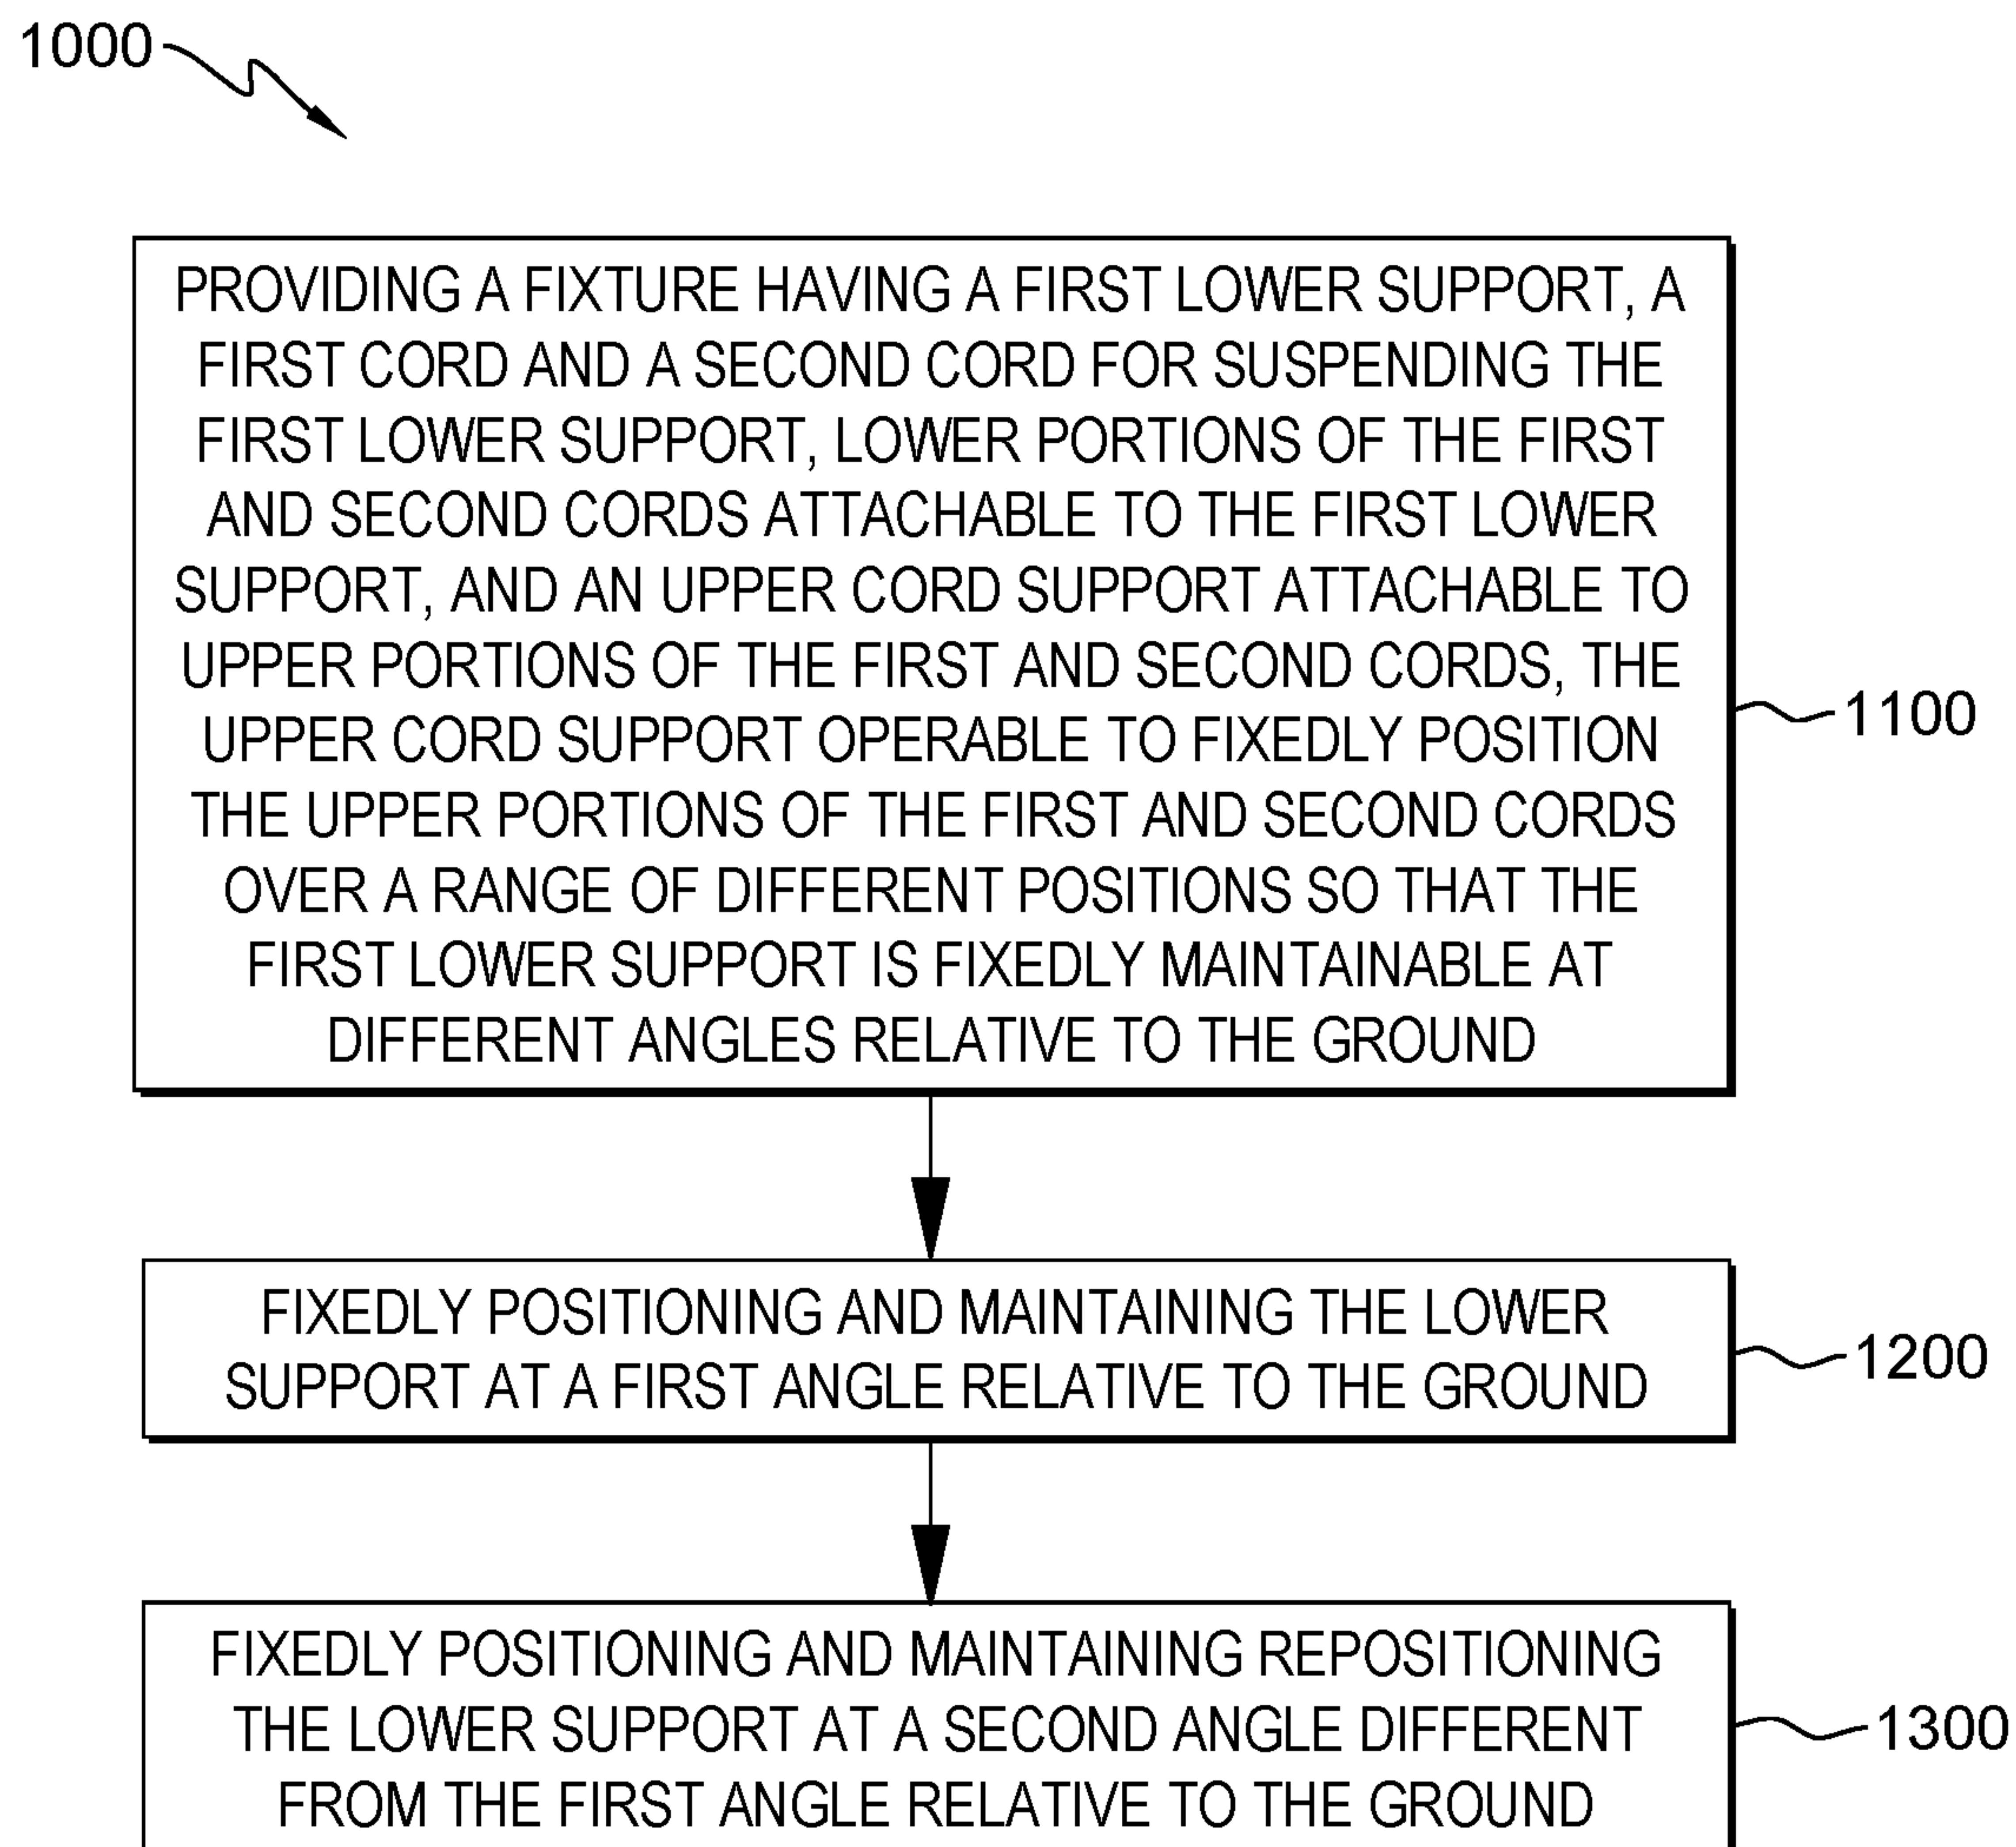 1000
PROVIDING A FIXTURE HAVING A FIRST LOWER SUPPORT, A
FIRST CORD AND A SECOND CORD FOR SUSPENDING THE
FIRST LOWER SUPPORT, LOWER PORTIONS OF THE FIRST
AND SECOND CORDS ATTACHABLE TO THE FIRST LOWER
SUPPORT, AND AN UPPER CORD SUPPORT ATTACHABLE TO
UPPER PORTIONS OF THE FIRST AND SECOND CORDS, THE
UPPER CORD SUPPORT OPERABLE TO FIXEDLY POSITION
THE UPPER PORTIONS OF THE FIRST AND SECOND CORDS
OVER A RANGE OF DIFFERENT POSITIONS SO THAT THE
FIRST LOWER SUPPORT IS FIXEDLY MAINTAINABLE AT
DIFFERENT ANGLES RELATIVE TO THE GROUND
1100
FIXEDLY POSITIONING AND MAINTAINING THE LOWER
SUPPORT AT A FIRST ANGLE RELATIVE TO THE GROUND
1200
FIXEDLY POSITIONING AND MAINTAINING REPOSITIONING
THE LOWER SUPPORT AT A SECOND ANGLE DIFFERENT
FROM THE FIRST ANGLE RELATIVE TO THE GROUND
1300